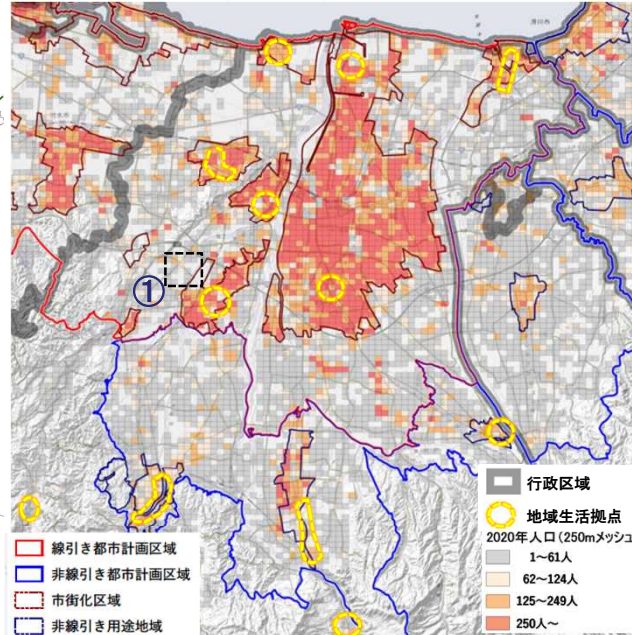 滑川市
①
行政区域
地域生活拠点
2020年人口(250mメッシュ
1~61人
62~124人
125~249人
250人~
線引き都市計画区域
非線引き都市計画区域
市街化区域
非線引き用途地域